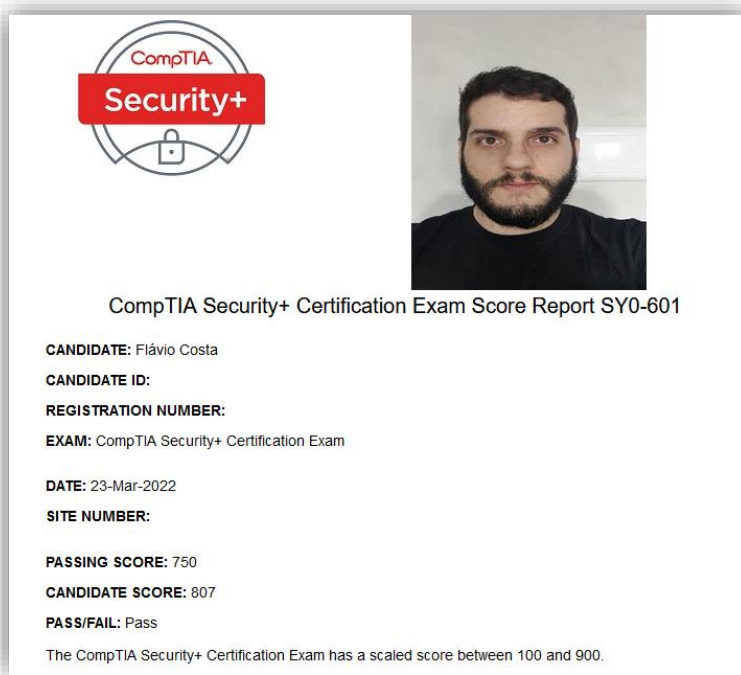 CompTIA
Security+
CompTIA Security+ Certification Exam Score Report SY0-601
CANDIDATE: Flávio Costa
CANDIDATE ID:
REGISTRATION NUMBER:
EXAM: CompTIA Security+ Certification Exam
DATE: 23-Mar-2022
SITE NUMBER:
PASSING SCORE: 750
CANDIDATE SCORE: 807
PASS/FAIL: Pass
The CompTIA Security+ Certification Exam has a scaled score between 100 and 900.